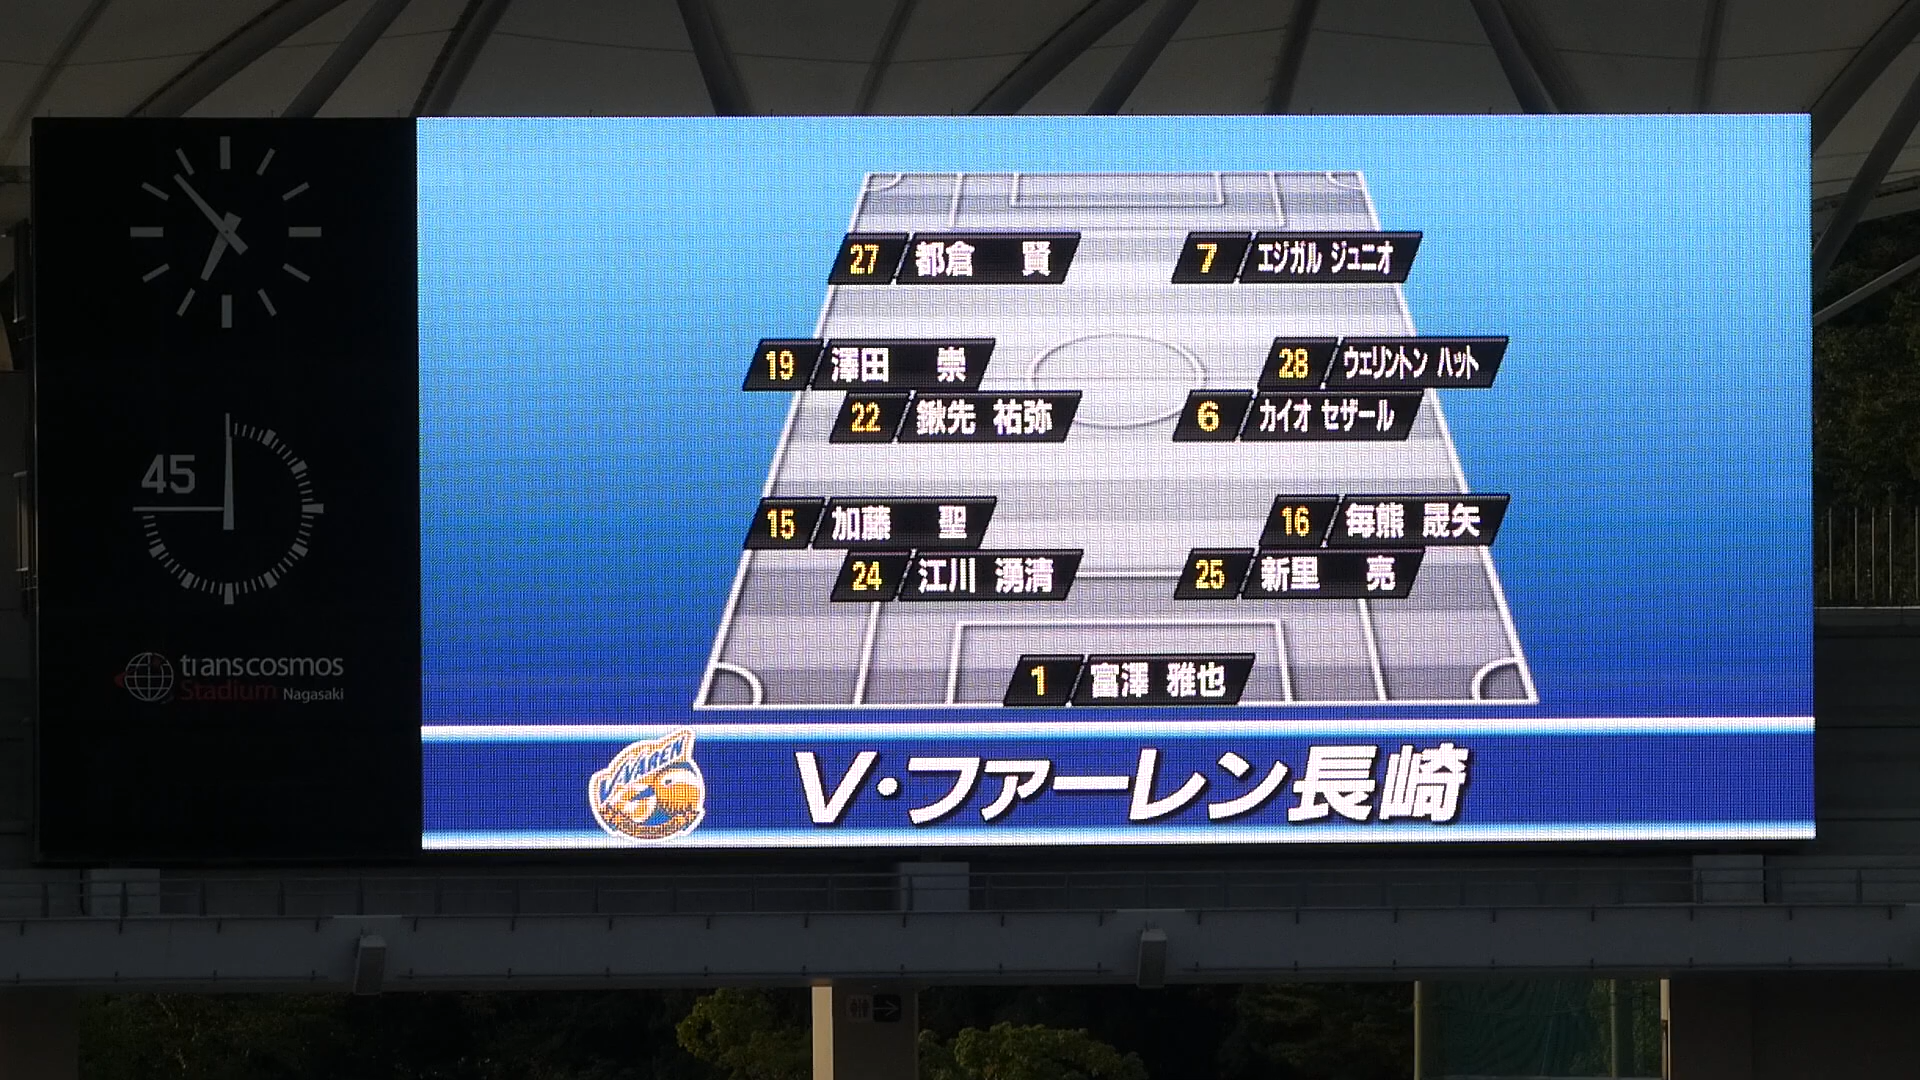 27 都倉 賢
7 エジガル ジュニオ
19 澤田 崇
28 ウェリントン ハット
22 鍬先 祐弥
6 カイオ セザール
15 加藤 聖
16 毎熊 晟矢
24 江川 湧清
25 新里 亮
1 富澤 雅也
V-VAREN
V・ファーレン長崎
45
transcosmos
Stadium Nagasaki